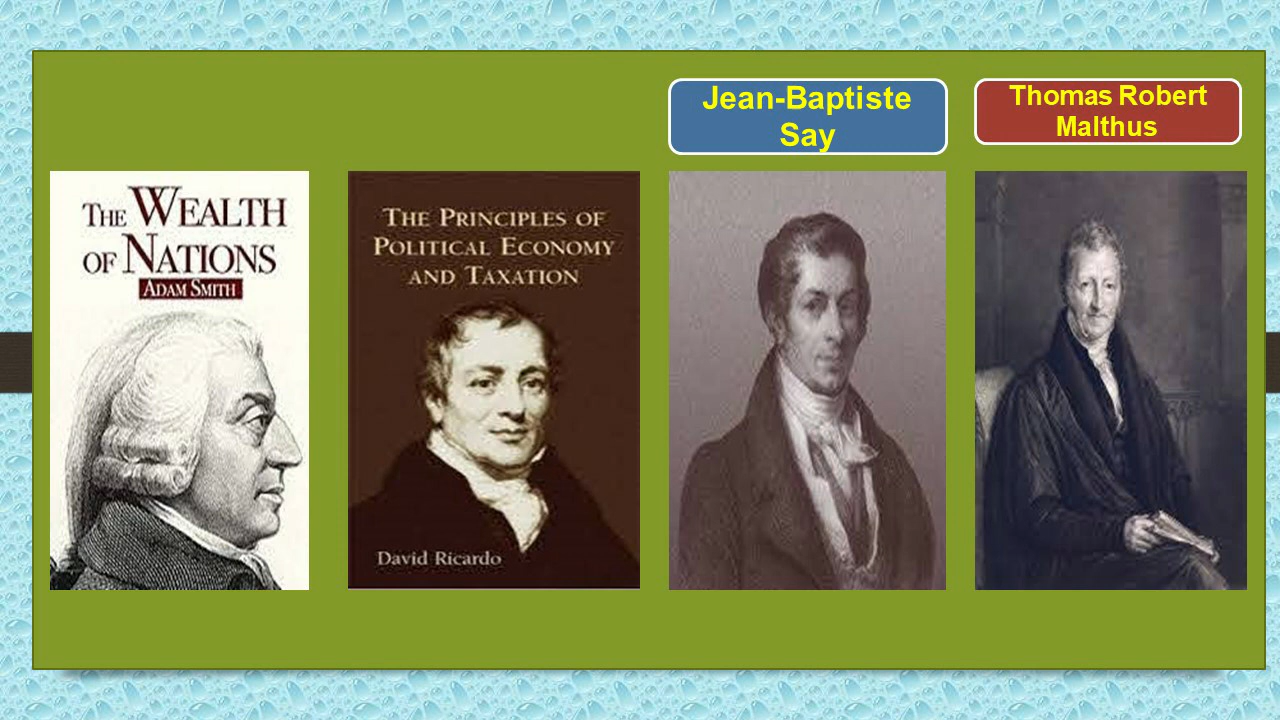 Jean-Baptiste
Say
Thomas Robert
Malthus
THE WEALTH
OF NATIONS
ADAM SMITH
THE PRINCIPLES OF
POLITICAL ECONOMY
AND TAXATION
David Ricardo